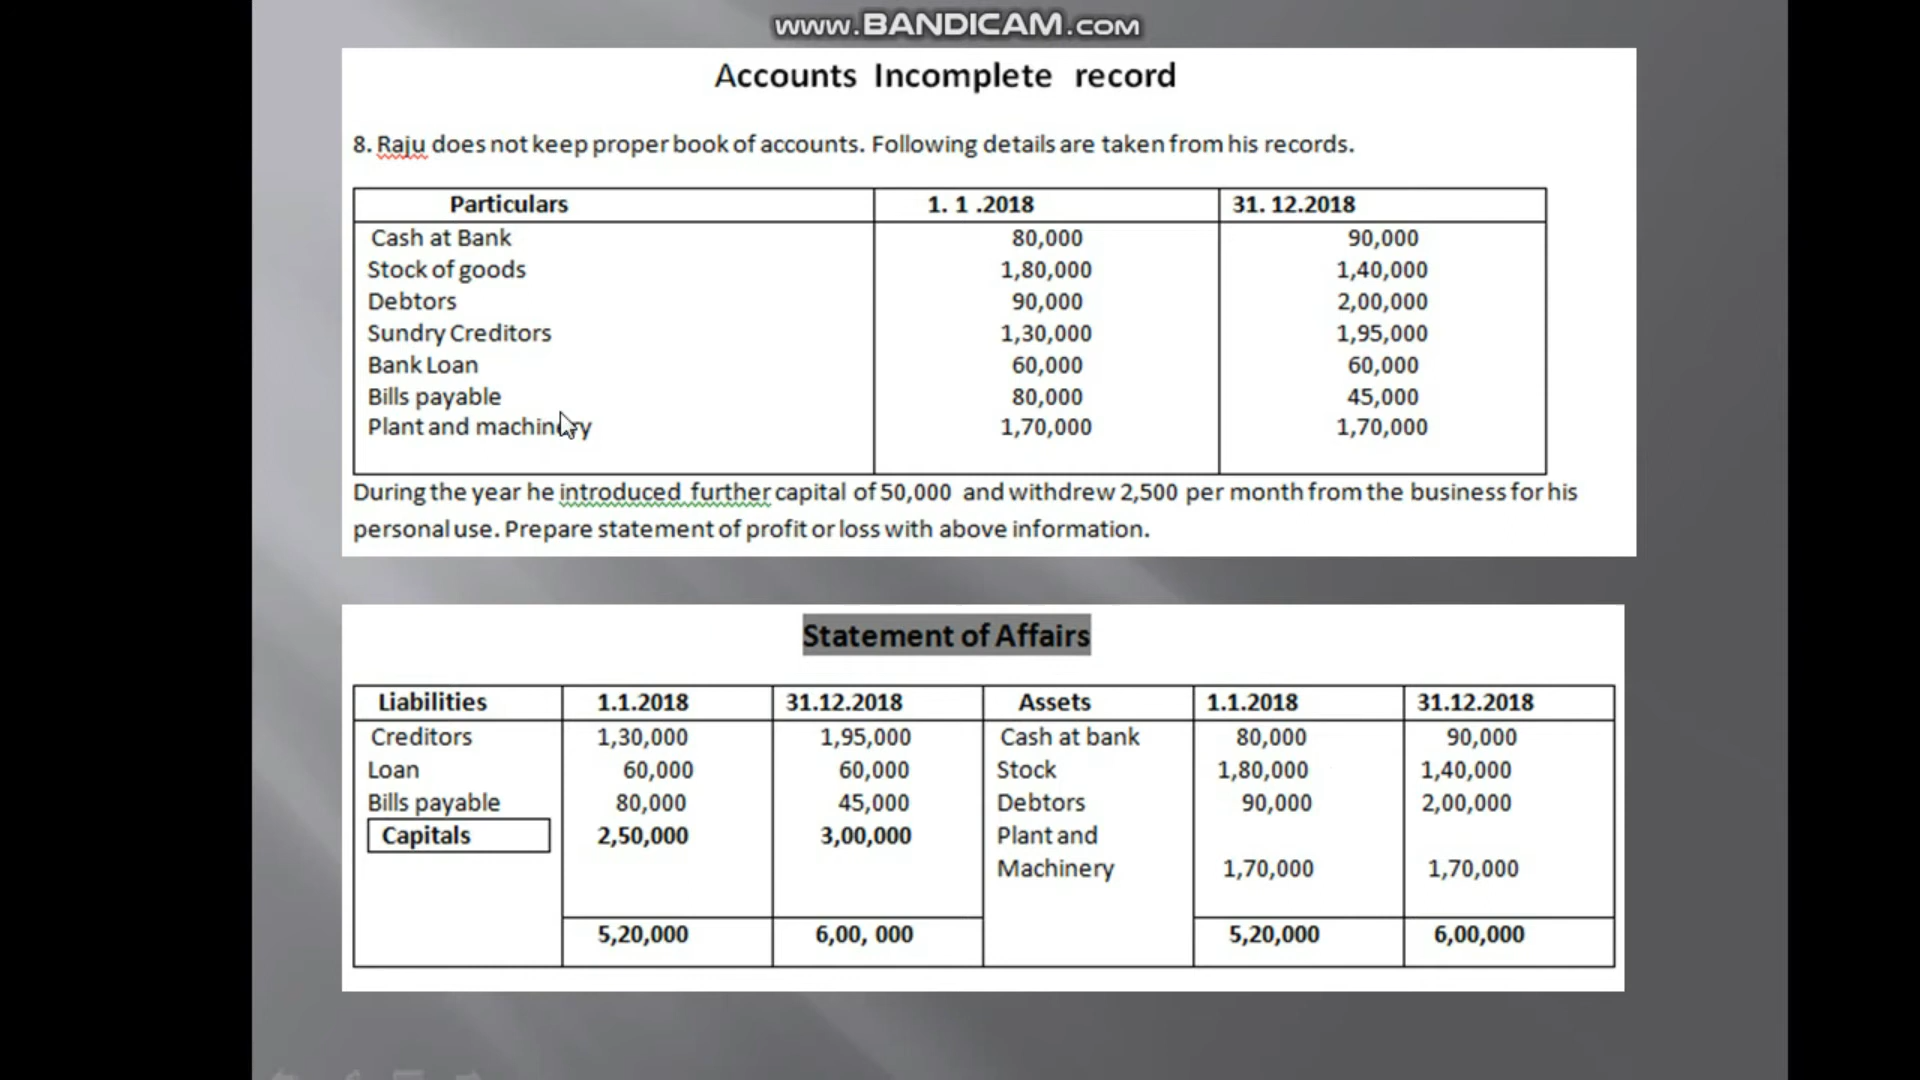 www.BANDICAM.com
Accounts Incomplete record
8. Raju does not keep proper book of accounts. Following details are taken from his records.
Particulars 1. 1 .2018 31. 12.2018
Cash at Bank 80,000 90,000
Stock of goods 1,80,000 1,40,000
Debtors 90,000 2,00,000
Sundry Creditors 1,30,000 1,95,000
Bank Loan 60,000 60,000
Bills payable 80,000 45,000
Plant and machinery 1,70,000 1,70,000
During the year he introduced further capital of 50,000 and withdrew 2,500 per month from the business for his
personal use. Prepare statement of profit or loss with above information.
Statement of Affairs
Liabilities 1.1.2018 31.12.2018 Assets 1.1.2018 31.12.2018
Creditors 1,30,000 1,95,000 Cash at bank 80,000 90,000
Loan 60,000 60,000 Stock 1,80,000 1,40,000
Bills payable 80,000 45,000 Debtors 90,000 2,00,000
Capitals 2,50,000 3,00,000 Plant and
Machinery 1,70,000 1,70,000
5,20,000 6,00, 000 5,20,000 6,00,000